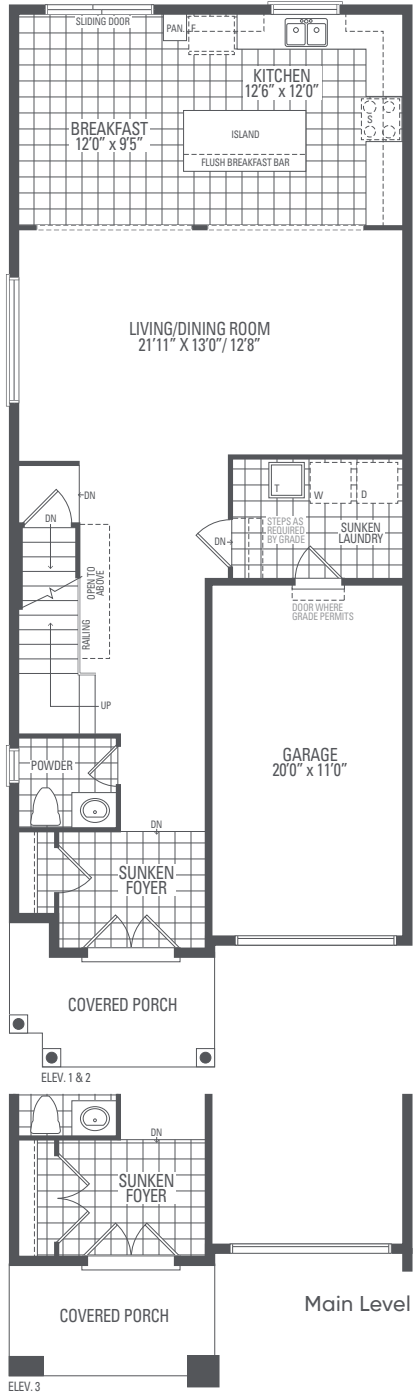 SLIDING DOOR
PAN.
F
KITCHEN
12'6" x 12'0"
BREAKFAST
12'0" x 9'5"
ISLAND
FLUSH BREAKFAST BAR
S
LIVING/DINING ROOM
21'11" X 13'0"/ 12'8"
DN
DN
T
W
D
STEPS AS
REQUIRED
BY GRADE
SUNKEN
LAUNDRY
DN
OPEN TO
ABOVE
RAILING
DOOR WHERE
GRADE PERMITS
UP
GARAGE
20'0" x 11'0"
POWDER
DN
SUNKEN
FOYER
COVERED PORCH
ELEV. 1 & 2
DN
SUNKEN
FOYER
COVERED PORCH
Main Level
ELEV. 3